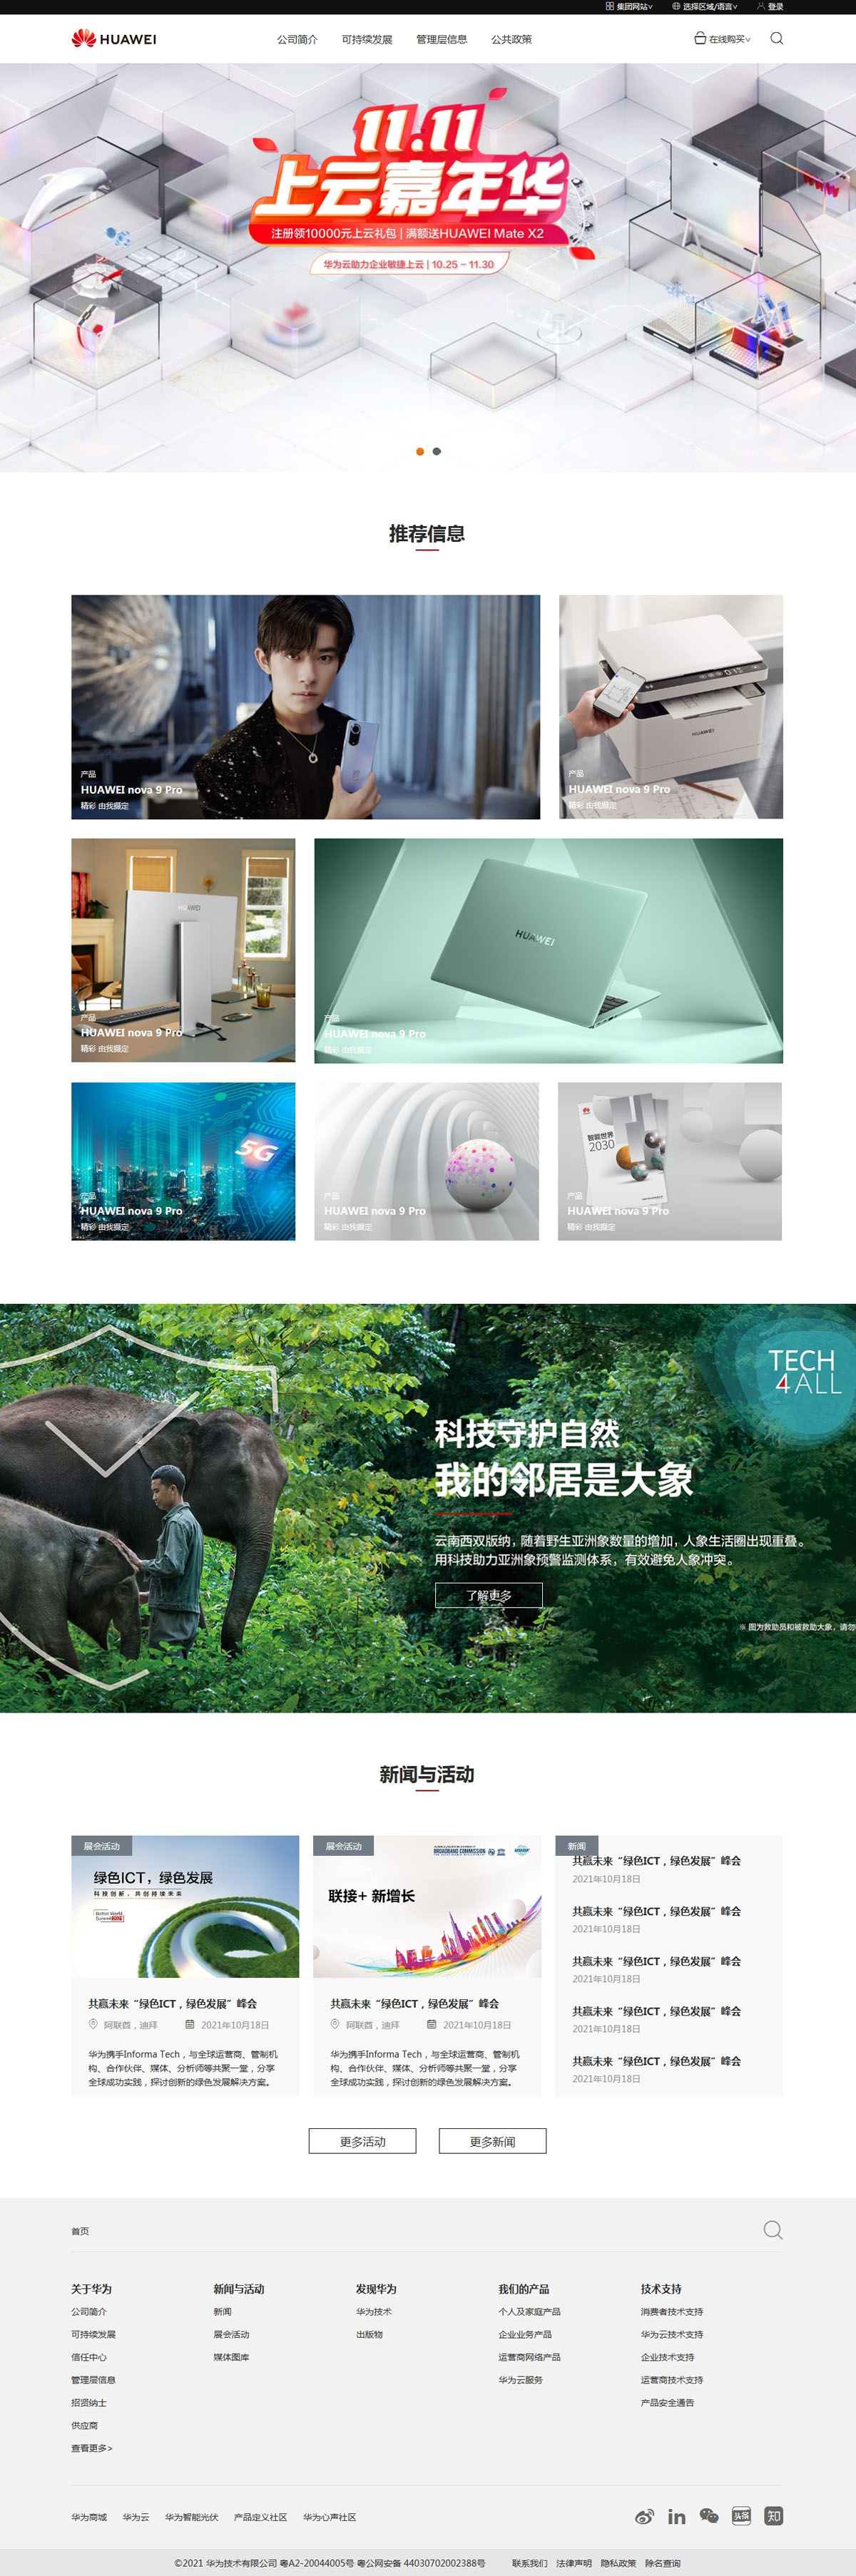 集团网站
选择区域/语言
登录
HUAWEI
公司简介
可持续发展
管理层信息
公共政策
在线购买
11.11
上云嘉年华
注册领10000元上云礼包 | 满额送HUAWEI Mate X2
华为云助力企业敏捷上云 | 10.25 – 11.30
推荐信息
产品
HUAWEI nova 9 Pro
精彩 由我摄定
HUAWEI
产品
HUAWEI nova 9 Pro
精彩 由我摄定
HUAWEI
产品
HUAWEI nova 9 Pro
精彩 由我摄定
HUAWEI
产品
HUAWEI nova 9 Pro
精彩 由我摄定
5G
产品
HUAWEI nova 9 Pro
精彩 由我摄定
产品
HUAWEI nova 9 Pro
精彩 由我摄定
智能世界
2030
产品
HUAWEI nova 9 Pro
精彩 由我摄定
TECH
4ALL
科技守护自然
我的邻居是大象
云南西双版纳，随着野生亚洲象数量的增加，人象生活圈出现重叠。
用科技助力亚洲象预警监测体系，有效避免人象冲突。
了解更多
※ 图为救助员和被救助大象，请勿
新闻与活动
展会活动
绿色ICT，绿色发展
科技创新，共创持续未来
Better World
Summit
共赢未来“绿色ICT，绿色发展”峰会
阿联酋，迪拜
2021年10月18日
华为携手Informa Tech，与全球运营商、管制机
构、合作伙伴、媒体、分析师等共聚一堂，分享
全球成功实践，探讨创新的绿色发展解决方案。
展会活动
BROADBAND COMMISSION
联接+ 新增长
共赢未来“绿色ICT，绿色发展”峰会
阿联酋，迪拜
2021年10月18日
华为携手Informa Tech，与全球运营商、管制机
构、合作伙伴、媒体、分析师等共聚一堂，分享
全球成功实践，探讨创新的绿色发展解决方案。
新闻
共赢未来“绿色ICT，绿色发展”峰会
2021年10月18日
共赢未来“绿色ICT，绿色发展”峰会
2021年10月18日
共赢未来“绿色ICT，绿色发展”峰会
2021年10月18日
共赢未来“绿色ICT，绿色发展”峰会
2021年10月18日
共赢未来“绿色ICT，绿色发展”峰会
2021年10月18日
更多活动
更多新闻
首页
关于华为
公司简介
可持续发展
信任中心
管理层信息
招贤纳士
供应商
查看更多>
新闻与活动
新闻
展会活动
媒体图库
发现华为
华为技术
出版物
我们的产品
个人及家庭产品
企业业务产品
运营商网络产品
华为云服务
技术支持
消费者技术支持
华为云技术支持
企业技术支持
运营商技术支持
产品安全通告
华为商城
华为云
华为智能光伏
产品定义社区
华为心声社区
in
头条
知
©2021 华为技术有限公司 粤A2-20044005号 粤公网安备 44030702002388号
联系我们
法律声明
隐私政策
除名查询